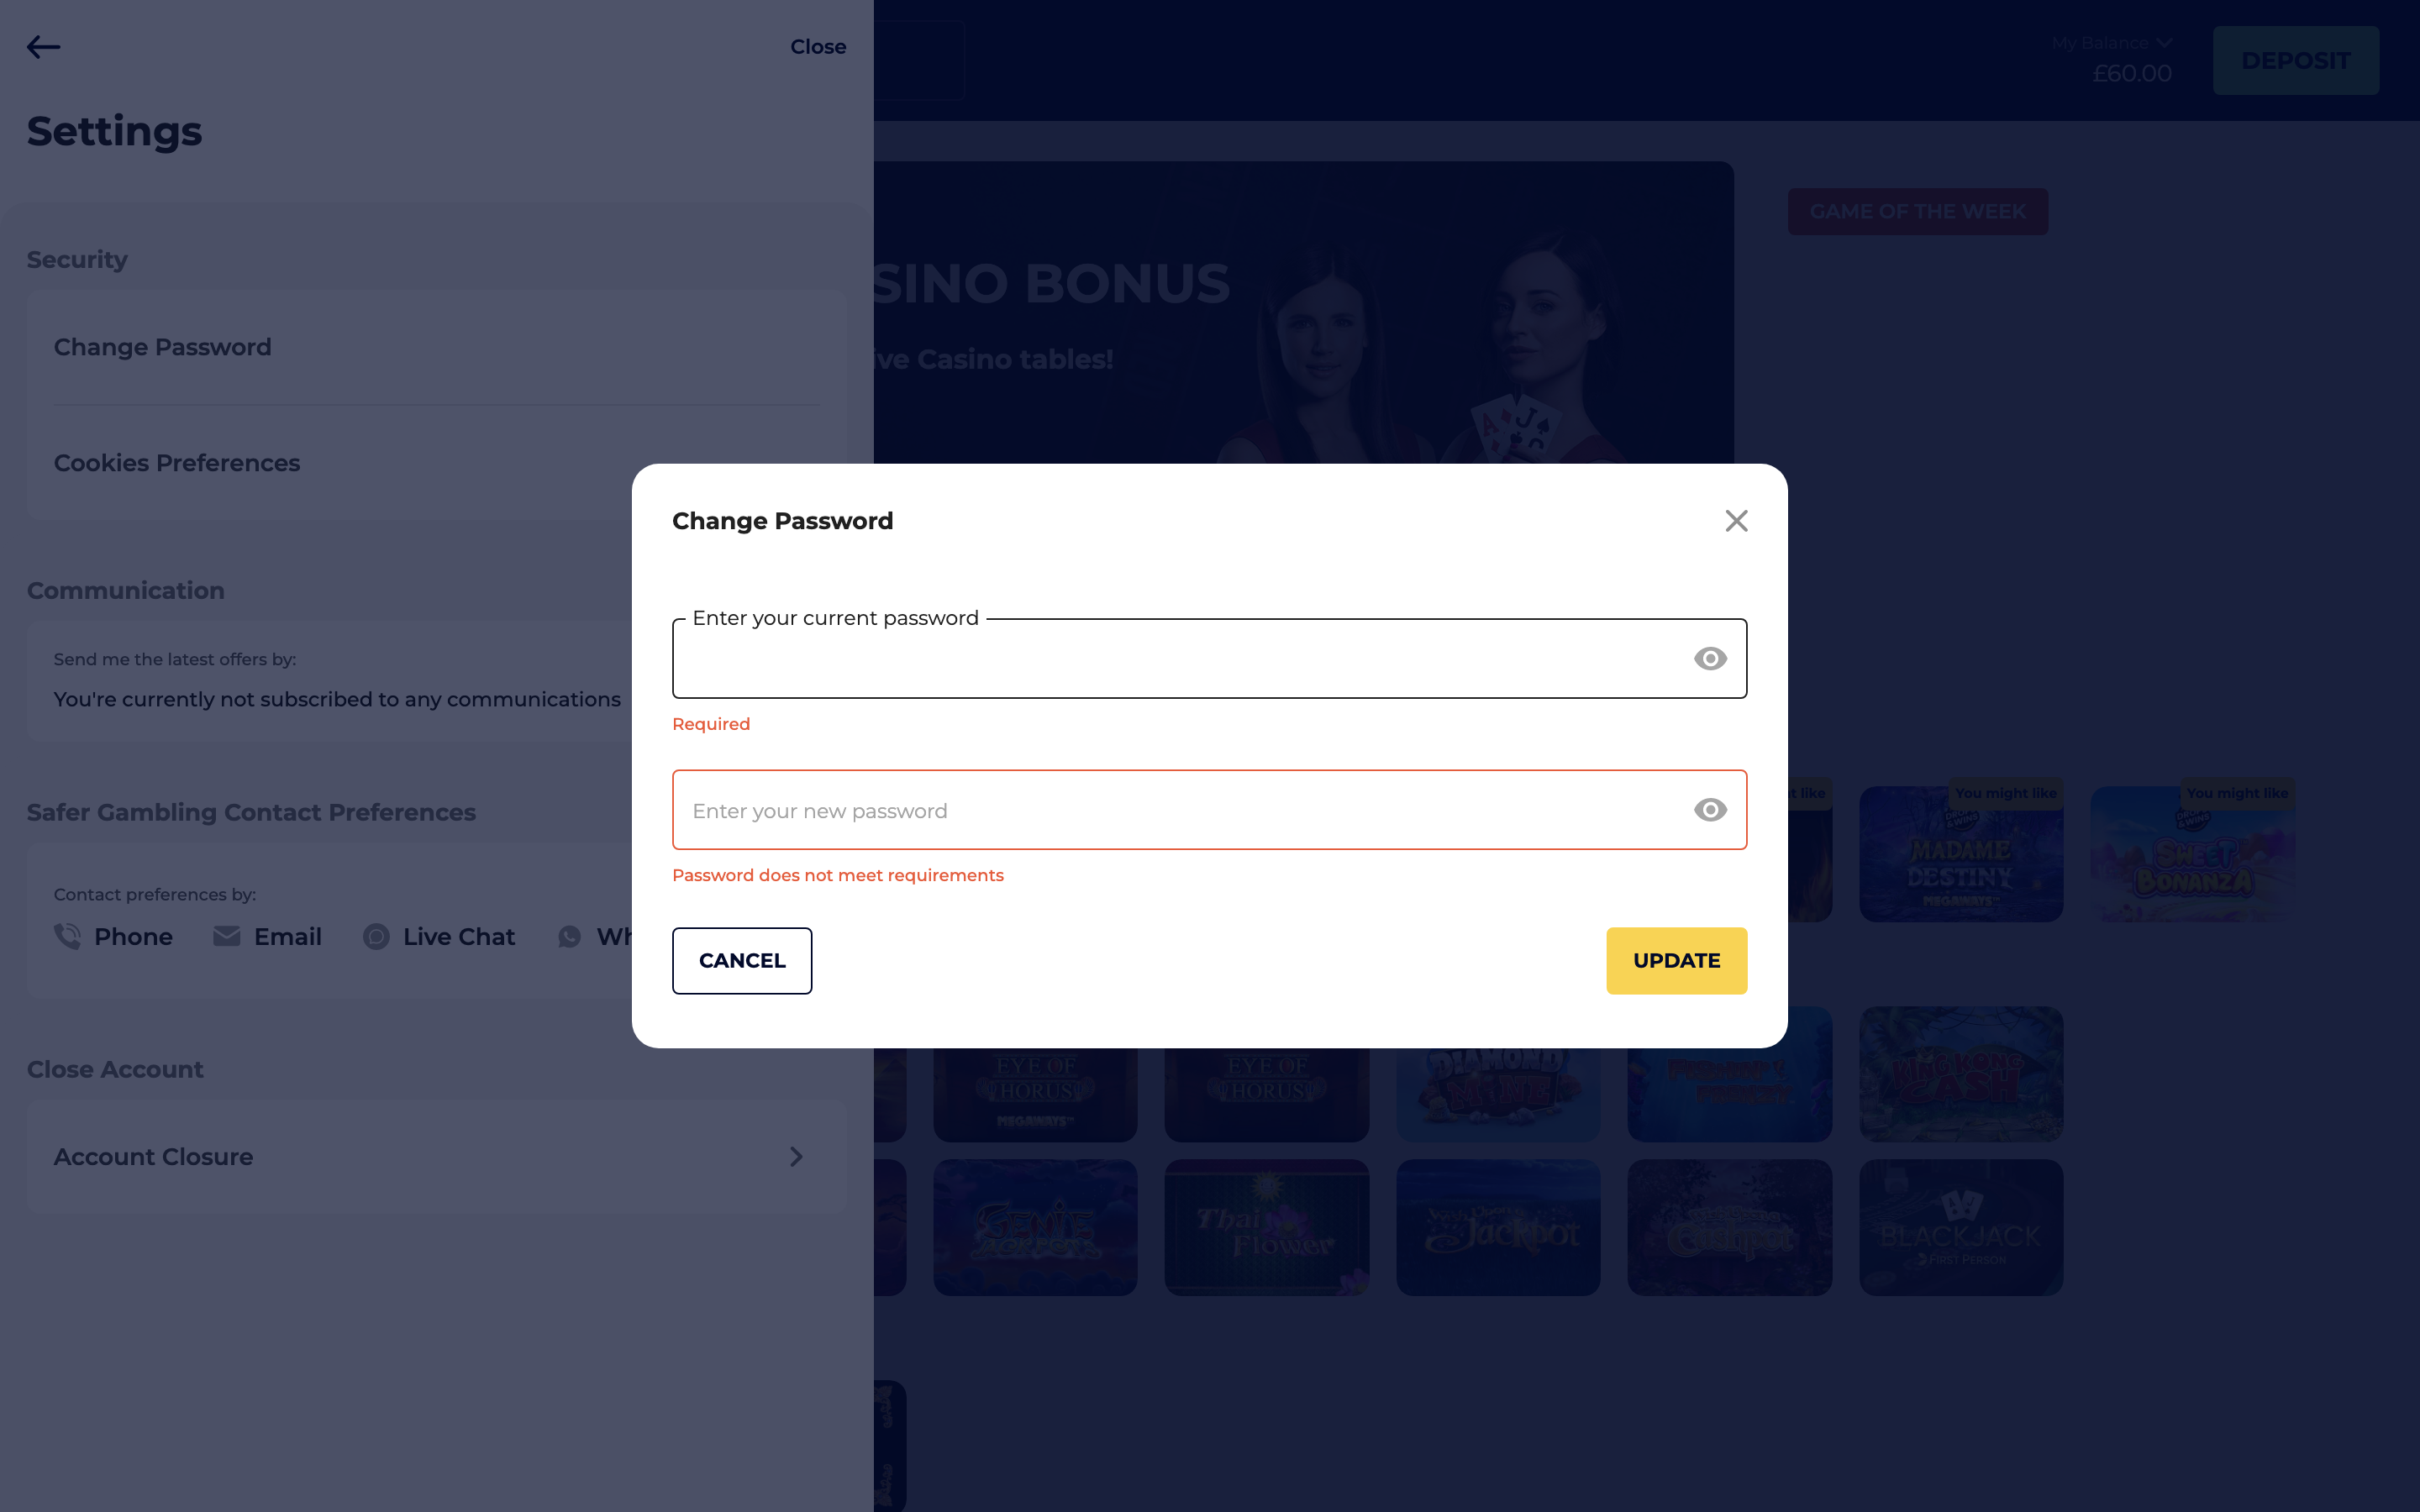 Close
My Balance
£60.00
DEPOSIT
Settings
GAME OF THE WEEK
Security
SINO BONUS
Change Password
ive Casino tables!
Cookies Preferences
Change Password
Communication
Enter your current password
Send me the latest offers by:
You're currently not subscribed to any communications
Required
Safer Gambling Contact Preferences
Enter your new password
t like
You might like
You might like
MADAME
DESTINY
MEGAWAYS™
SWEET
BONANZA
Password does not meet requirements
Contact preferences by:
Phone
Email
Live Chat
Wh
CANCEL
UPDATE
Close Account
EYE OF
HORUS
MEGAWAYS™
EYE OF
HORUS
DIAMOND
MINE
KING KONG
CASH
Account Closure
GENIE
JACKPOTS
Thai
Flower
Wish Upon a
Jackpot
BLACKJACK
FIRST PERSON